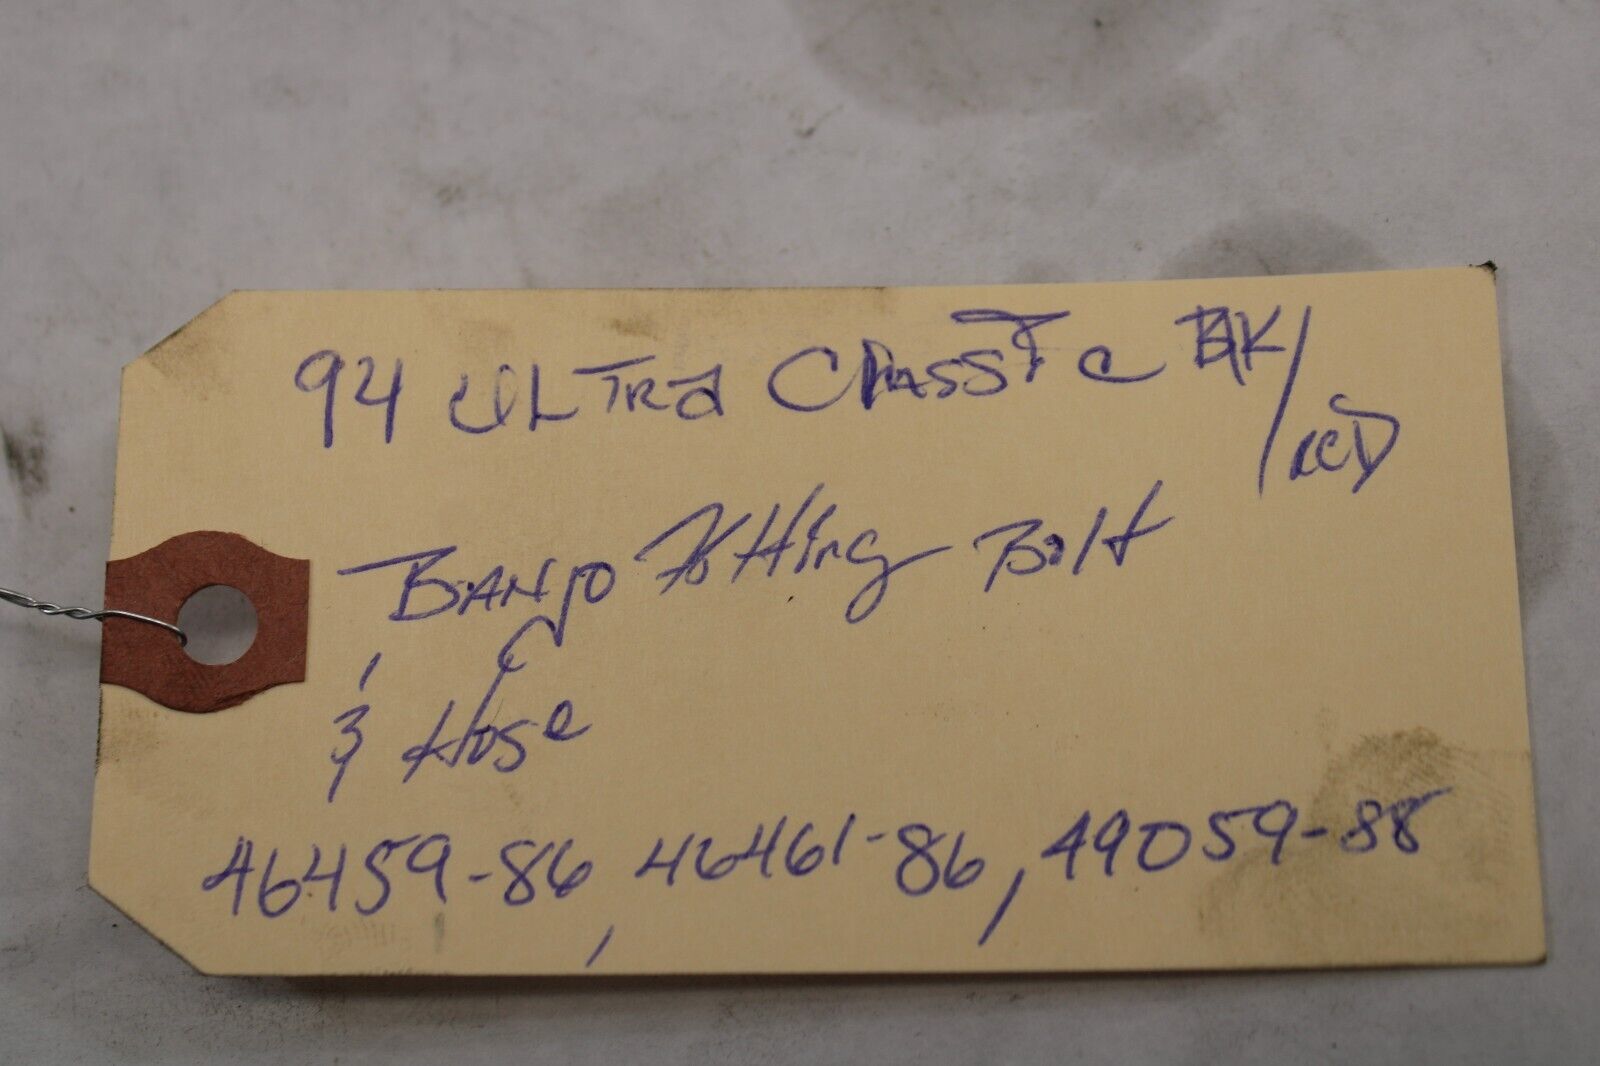 94 ULTRA CLASSIC BK/RED
BANJO Fitting Bolt
& Hose
46459-86, 46461-86, 49059-88